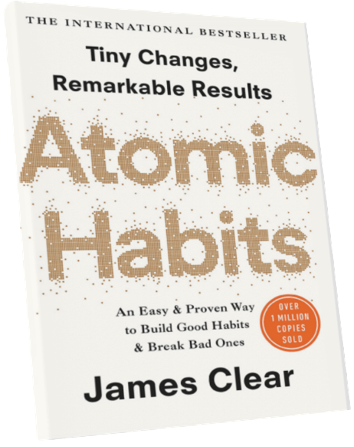 THE INTERNATIONAL BESTSELLER
Tiny Changes,
Remarkable Results
Atomic
Habits
An Easy & Proven Way
to Build Good Habits
& Break Bad Ones
OVER
1 MILLION
COPIES
SOLD
James Clear